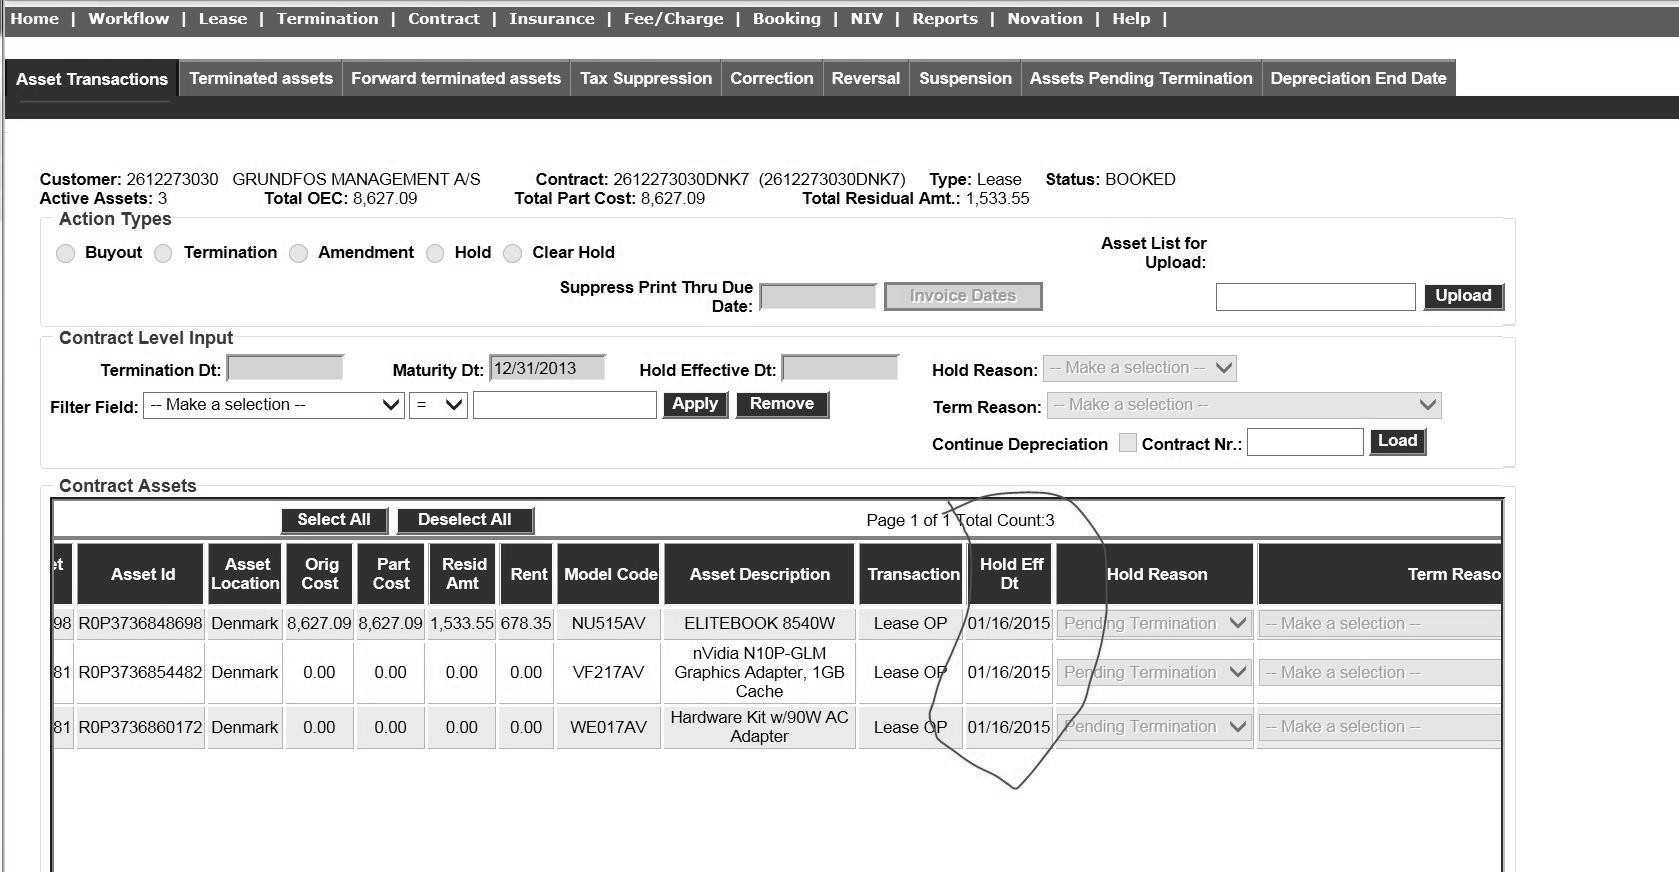 Home | Workflow | Lease | Termination | Contract | Insurance | Fee/Charge | Booking | NIV | Reports | Novation | Help |
Asset Transactions Terminated assets Forward terminated assets Tax Suppression Correction Reversal Suspension Assets Pending Termination Depreciation End Date
Customer: 2612273030 GRUNDFOS MANAGEMENT A/S Contract: 2612273030DNK7 (2612273030DNK7) Type: Lease Status: BOOKED
Active Assets: 3 Total OEC: 8,627.09 Total Part Cost: 8,627.09 Total Residual Amt.: 1,533.55
Action Types
Buyout Termination Amendment Hold Clear Hold
Asset List for
Upload:
Upload
Suppress Print Thru Due
Date:
Invoice Dates
Contract Level Input
Termination Dt: Maturity Dt: 12/31/2013 Hold Effective Dt: Hold Reason: -- Make a selection --
Filter Field: -- Make a selection -- = Apply Remove Term Reason: -- Make a selection --
Continue Depreciation Contract Nr.: Load
Contract Assets
Select All Deselect All Page 1 of 1 Total Count:3
et Asset Id Asset Location Orig Cost Part Cost Resid Amt Rent Model Code Asset Description Transaction Hold Eff Dt Hold Reason Term Reaso
98 R0P3736848698 Denmark 8,627.09 8,627.09 1,533.55 678.35 NU515AV ELITEBOOK 8540W Lease OP 01/16/2015 Pending Termination -- Make a selection --
81 R0P3736854482 Denmark 0.00 0.00 0.00 0.00 VF217AV nVidia N10P-GLM Graphics Adapter, 1GB Cache Lease OP 01/16/2015 Pending Termination -- Make a selection --
81 R0P3736860172 Denmark 0.00 0.00 0.00 0.00 WE017AV Hardware Kit w/90W AC Adapter Lease OP 01/16/2015 Pending Termination -- Make a selection --